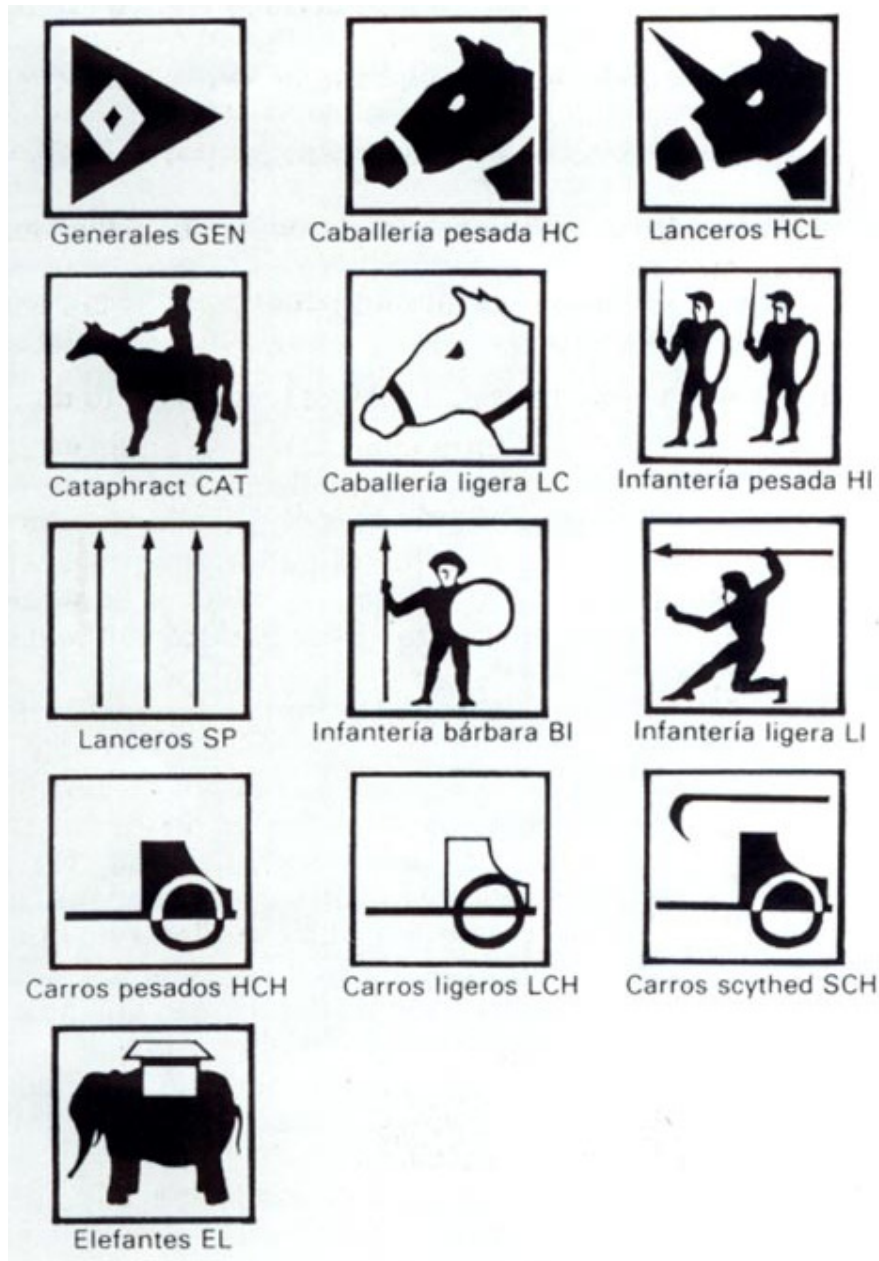 Generales GEN
Caballería pesada HC
Lanceros HCL
Cataphract CAT
Caballería ligera LC
Infantería pesada HI
Lanceros SP
Infantería bárbara BI
Infantería ligera LI
Carros pesados HCH
Carros ligeros LCH
Carros scythed SCH
Elefantes EL